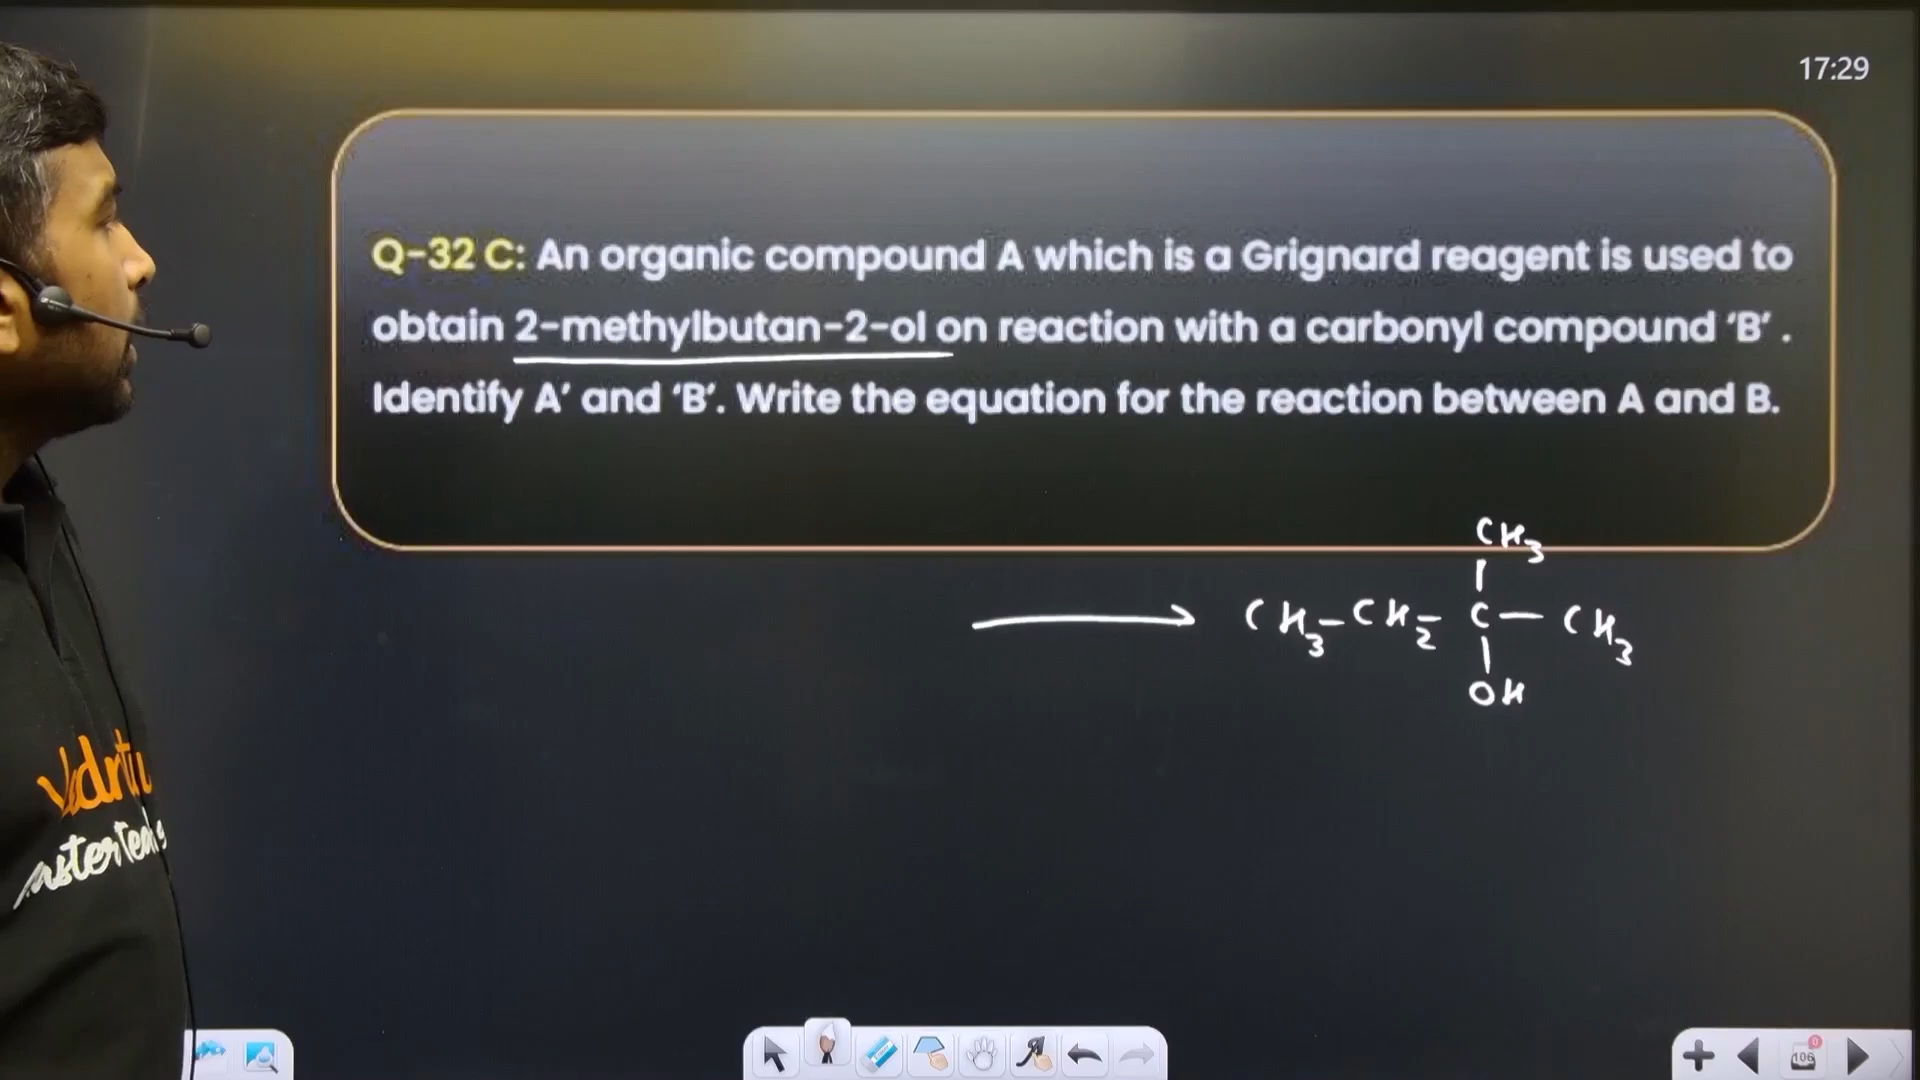 17:29
Q-32 C: An organic compound A which is a Grignard reagent is used to
obtain 2-methylbutan-2-ol on reaction with a carbonyl compound ‘B’ .
Identify A’ and ‘B’. Write the equation for the reaction between A and B.
CH3
CH3-CH2-C-CH3
OH
106
0